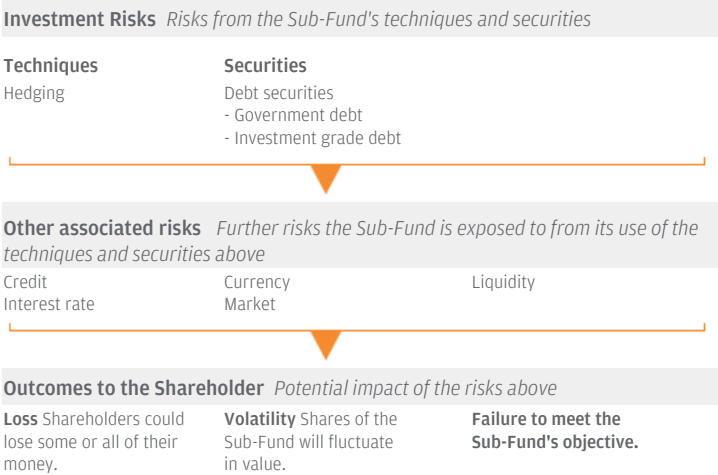 Investment Risks Risks from the Sub-Fund's techniques and securities
Techniques
Hedging
Securities
Debt securities
- Government debt
- Investment grade debt
Other associated risks Further risks the Sub-Fund is exposed to from its use of the
techniques and securities above
Credit
Interest rate
Currency
Market
Liquidity
Outcomes to the Shareholder Potential impact of the risks above
Loss Shareholders could
lose some or all of their
money.
Volatility Shares of the
Sub-Fund will fluctuate
in value.
Failure to meet the
Sub-Fund's objective.